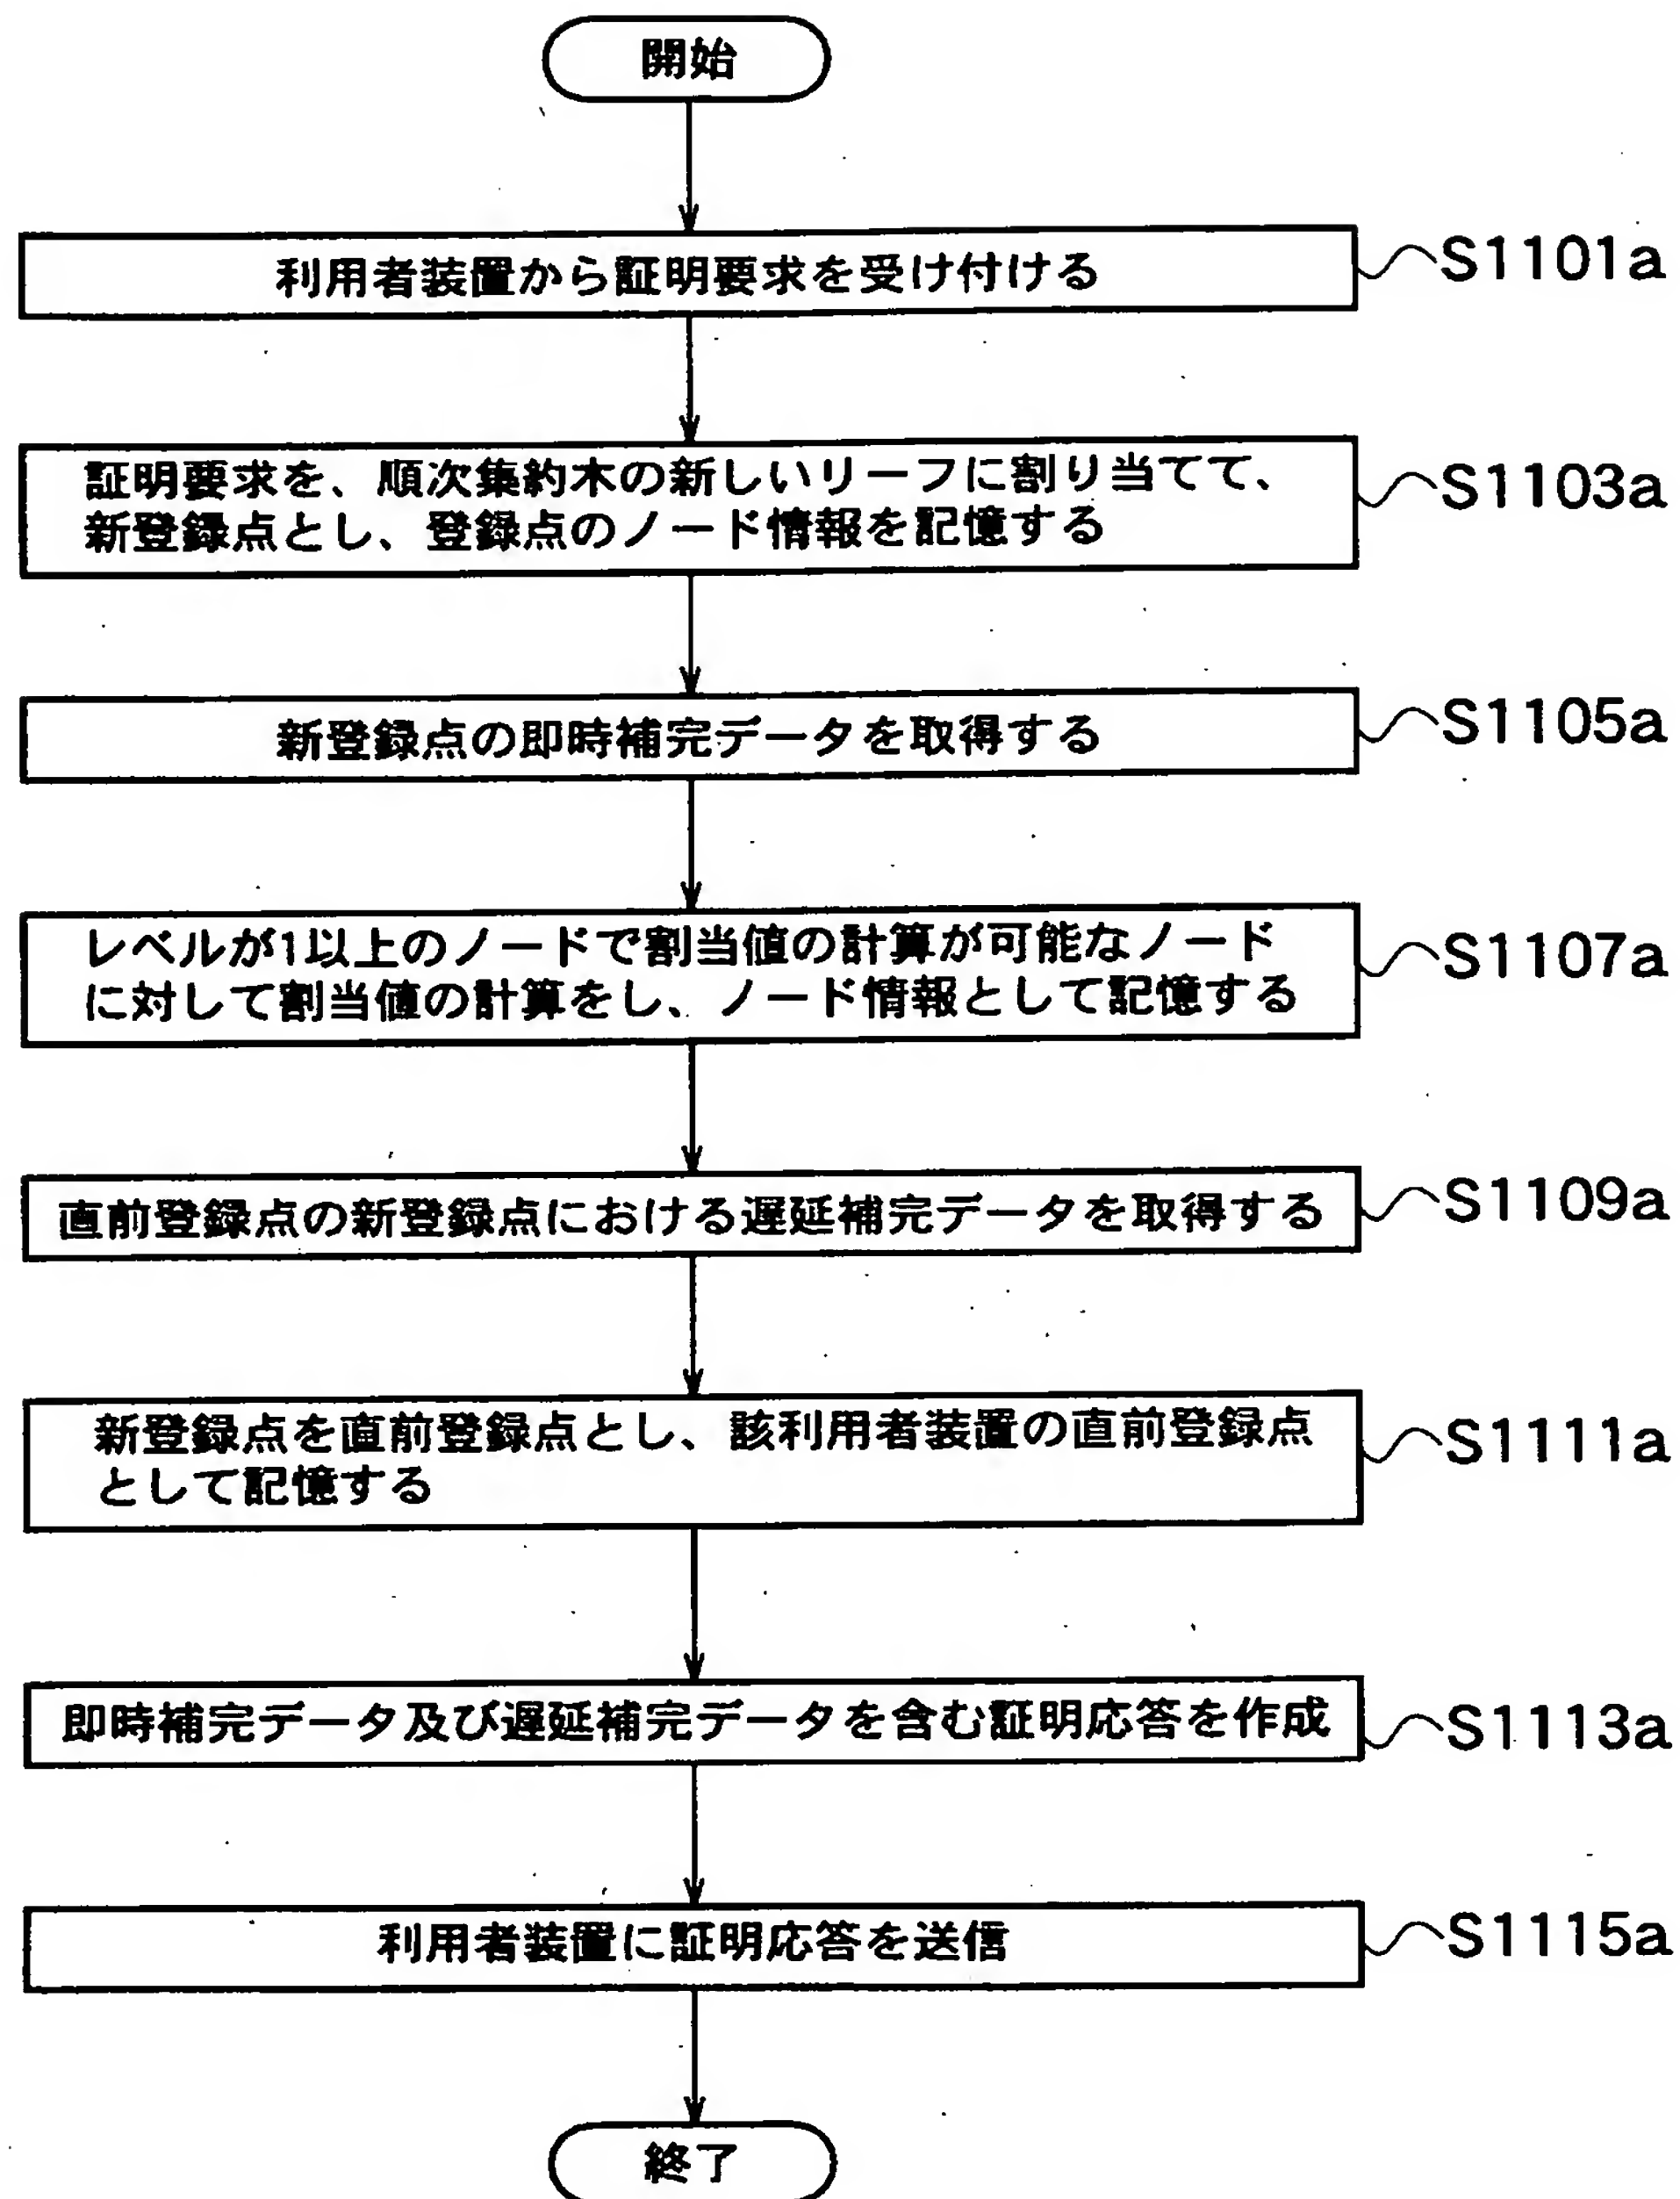 開始
利用者装置から証明要求を受け付ける
S1101a
証明要求を、順次集約木の新しいリーフに割り当てて、
新登録点とし、登録点のノード情報を記憶する
S1103a
新登録点の即時補完データを取得する
S1105a
レベルが1以上のノードで割当値の計算が可能なノード
に対して割当値の計算をし、ノード情報として記憶する
S1107a
直前登録点の新登録点における遅延補完データを取得する
S1109a
新登録点を直前登録点とし、該利用者装置の直前登録点
として記憶する
S1111a
即時補完データ及び遅延補完データを含む証明応答を作成
S1113a
利用者装置に証明応答を送信
S1115a
終了